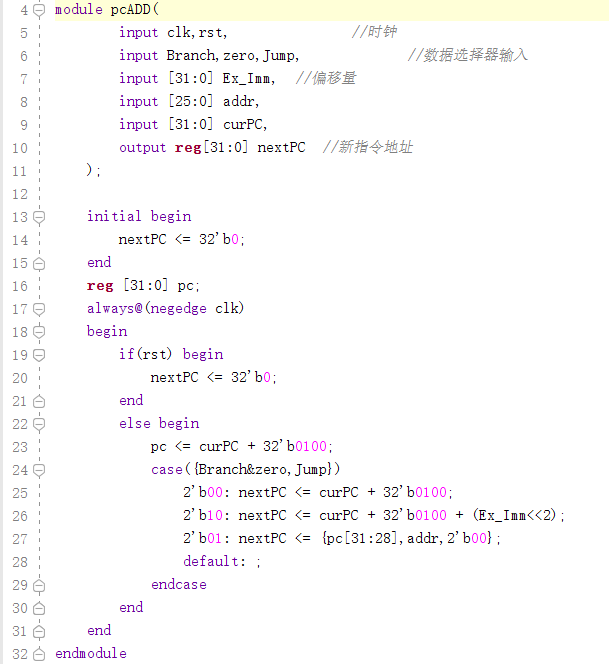 4 module pcADD(
5 input clk,rst, //时钟
6 input Branch,zero,Jump, //数据选择器输入
7 input [31:0] Ex_Imm, //偏移量
8 input [25:0] addr,
9 input [31:0] curPC,
10 output reg[31:0] nextPC //新指令地址
11 );
12
13 initial begin
14 nextPC <= 32'b0;
15 end
16 reg [31:0] pc;
17 always@(negedge clk)
18 begin
19 if(rst) begin
20 nextPC <= 32'b0;
21 end
22 else begin
23 pc <= curPC + 32'b0100;
24 case({Branch&zero,Jump})
25 2'b00: nextPC <= curPC + 32'b0100;
26 2'b10: nextPC <= curPC + 32'b0100 + (Ex_Imm<<2);
27 2'b01: nextPC <= {pc[31:28],addr,2'b00};
28 default: ;
29 endcase
30 end
31 end
32 endmodule